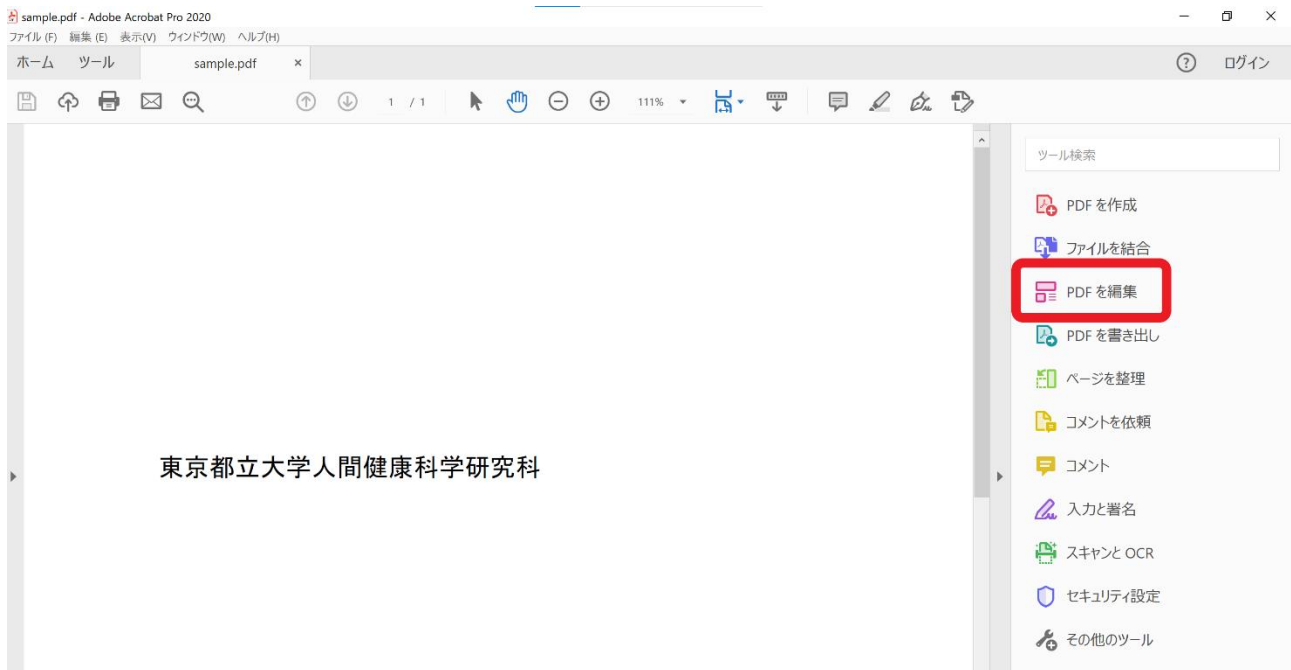 sample.pdf - Adobe Acrobat Pro 2020
ファイル (F) 編集 (E) 表示(V) ウィンドウ(W) ヘルプ(H)
ホーム ツール sample.pdf × ログイン
1 / 1 111%
ツール検索
PDF を作成
ファイルを結合
PDF を編集
PDF を書き出し
ページを整理
コメントを依頼
コメント
入力と署名
スキャンと OCR
セキュリティ設定
その他のツール
東京都立大学人間健康科学研究科